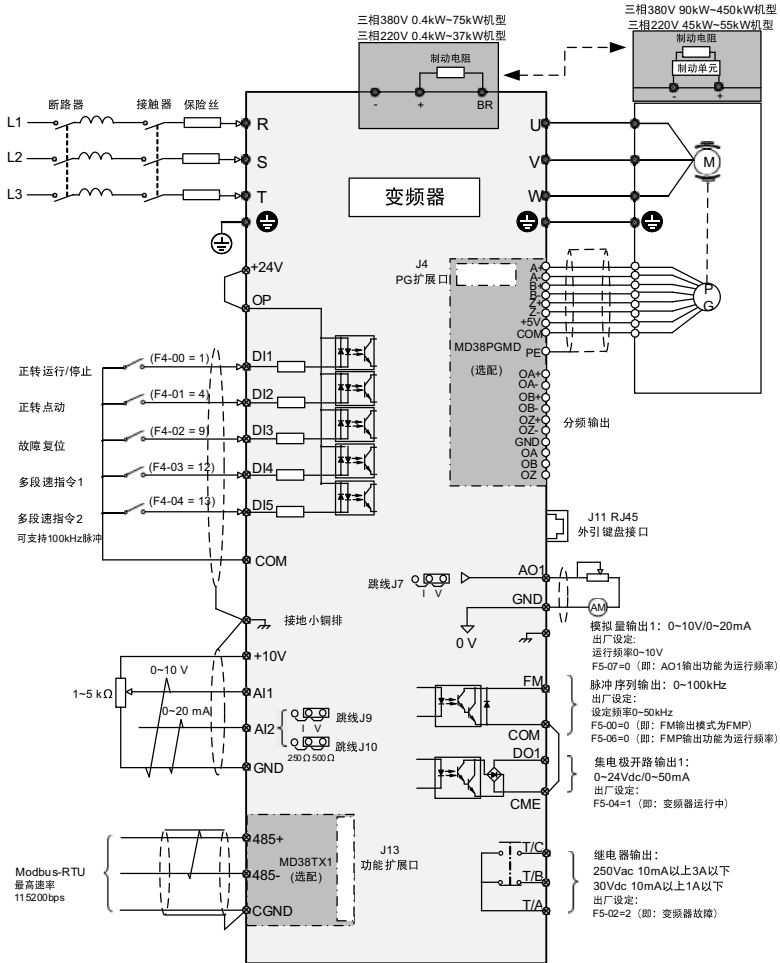 三相380V 0.4kW~75kW机型
三相220V 0.4kW~37kW机型
三相380V 90kW~450kW机型
三相220V 45kW~55kW机型
制动电阻
- + BR
制动电阻
制动单元
- +
断路器 接触器 保险丝
L1
L2
L3
R
S
T
变频器
U
V
W
M
+24V
OP
J4
PG扩展口
MD38PGMD
(选配)
A+
A-
B+
B-
Z+
Z-
+5V
COM
PE
P
G
OA+
OA-
OB+
OB-
OZ+
OZ-
GND
OA
OB
OZ
分频输出
正转运行/停止 (F4-00 = 1) DI1
正转点动 (F4-01 = 4) DI2
故障复位 (F4-02 = 9) DI3
多段速指令1 (F4-03 = 12) DI4
多段速指令2 (F4-04 = 13) DI5
可支持100kHz脉冲
COM
接地小铜排
J11 RJ45
外引键盘接口
跳线J7
I V
AO1
GND
0 V
AM
模拟量输出1：0~10V/0~20mA
出厂设定:
运行频率0~10V
F5-07=0（即：AO1输出功能为运行频率）
+10V
0~10 V
1~5 kΩ
AI1
0~20 mA
AI2
跳线J9
I V
跳线J10
250Ω 500Ω
GND
FM
COM
脉冲序列输出：0~100kHz
出厂设定：
设定频率0~50kHz
F5-00=0（即：FM输出模式为FMP）
F5-06=0（即：FMP输出功能为运行频率）
DO1
CME
集电极开路输出1：
0~24Vdc/0~50mA
出厂设定：
F5-04=1（即：变频器运行中）
Modbus-RTU
最高速率
115200bps
485+
485-
CGND
MD38TX1
(选配)
J13
功能扩展口
T/C
T/B
T/A
继电器输出：
250Vac 10mA以上3A以下
30Vdc 10mA以上1A以下
出厂设定：
F5-02=2（即：变频器故障）